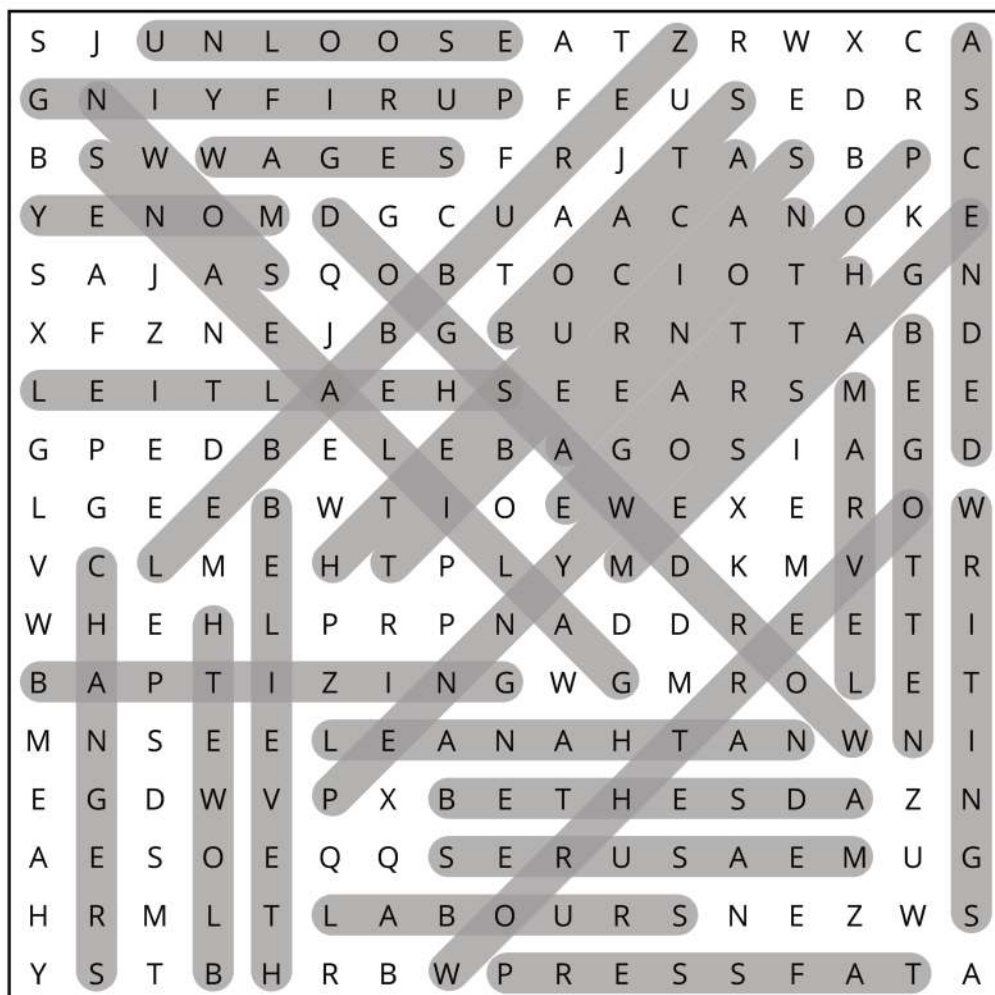 S J U N L O O S E A T Z R W X C A
G N I Y F I R U P F E U S E D R S
B S W W A G E S F R J T A S B P C
Y E N O M D G C U A A C A N O K E
S A J A S Q O B T O C I O T H G N
X F Z N E J B G B U R N T T A B D
L E I T L A E H S E E A R S M E E
G P E D B E L E B A G O S I A G D
L G E E B W T I O E W E X E R O W
V C L M E H T P L Y M D K M V T R
W H E H L P R P N A D D R E E T I
B A P T I Z I N G W G M R O L E T
M N S E E L E A N A H T A N W N I
E G D W V P X B E T H E S D A Z N
A E S O E Q Q S E R U S A E M U G
H R M L T L A B O U R S N E Z W S
Y S T B H R B W P R E S S F A T A